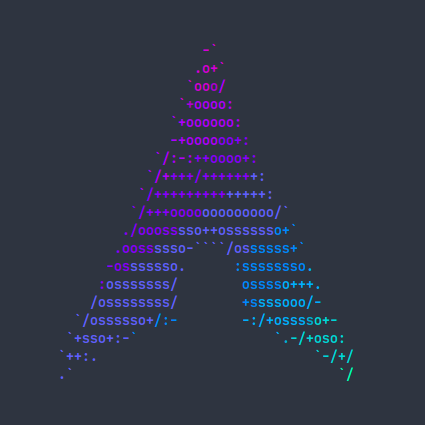 -`
.o+`
`ooo/
`+oooo:
`+oooooo:
-+oooooo+:
`/:-:++oooo+:
`/++++/+++++++:
`/++++++++++++++:
`/+++ooooooooooooo/`
./ooosssso++osssssso+`
.oossssso-````/ossssss+`
-osssssso.      :ssssssso.
:osssssss/        osssso+++.
/ossssssss/        +ssssooo/-
`/ossssso+/:-        -:/+osssso+-
`+sso+:-`                 `.-/+oso:
`++:.                           `-/+/
.`                                 `/